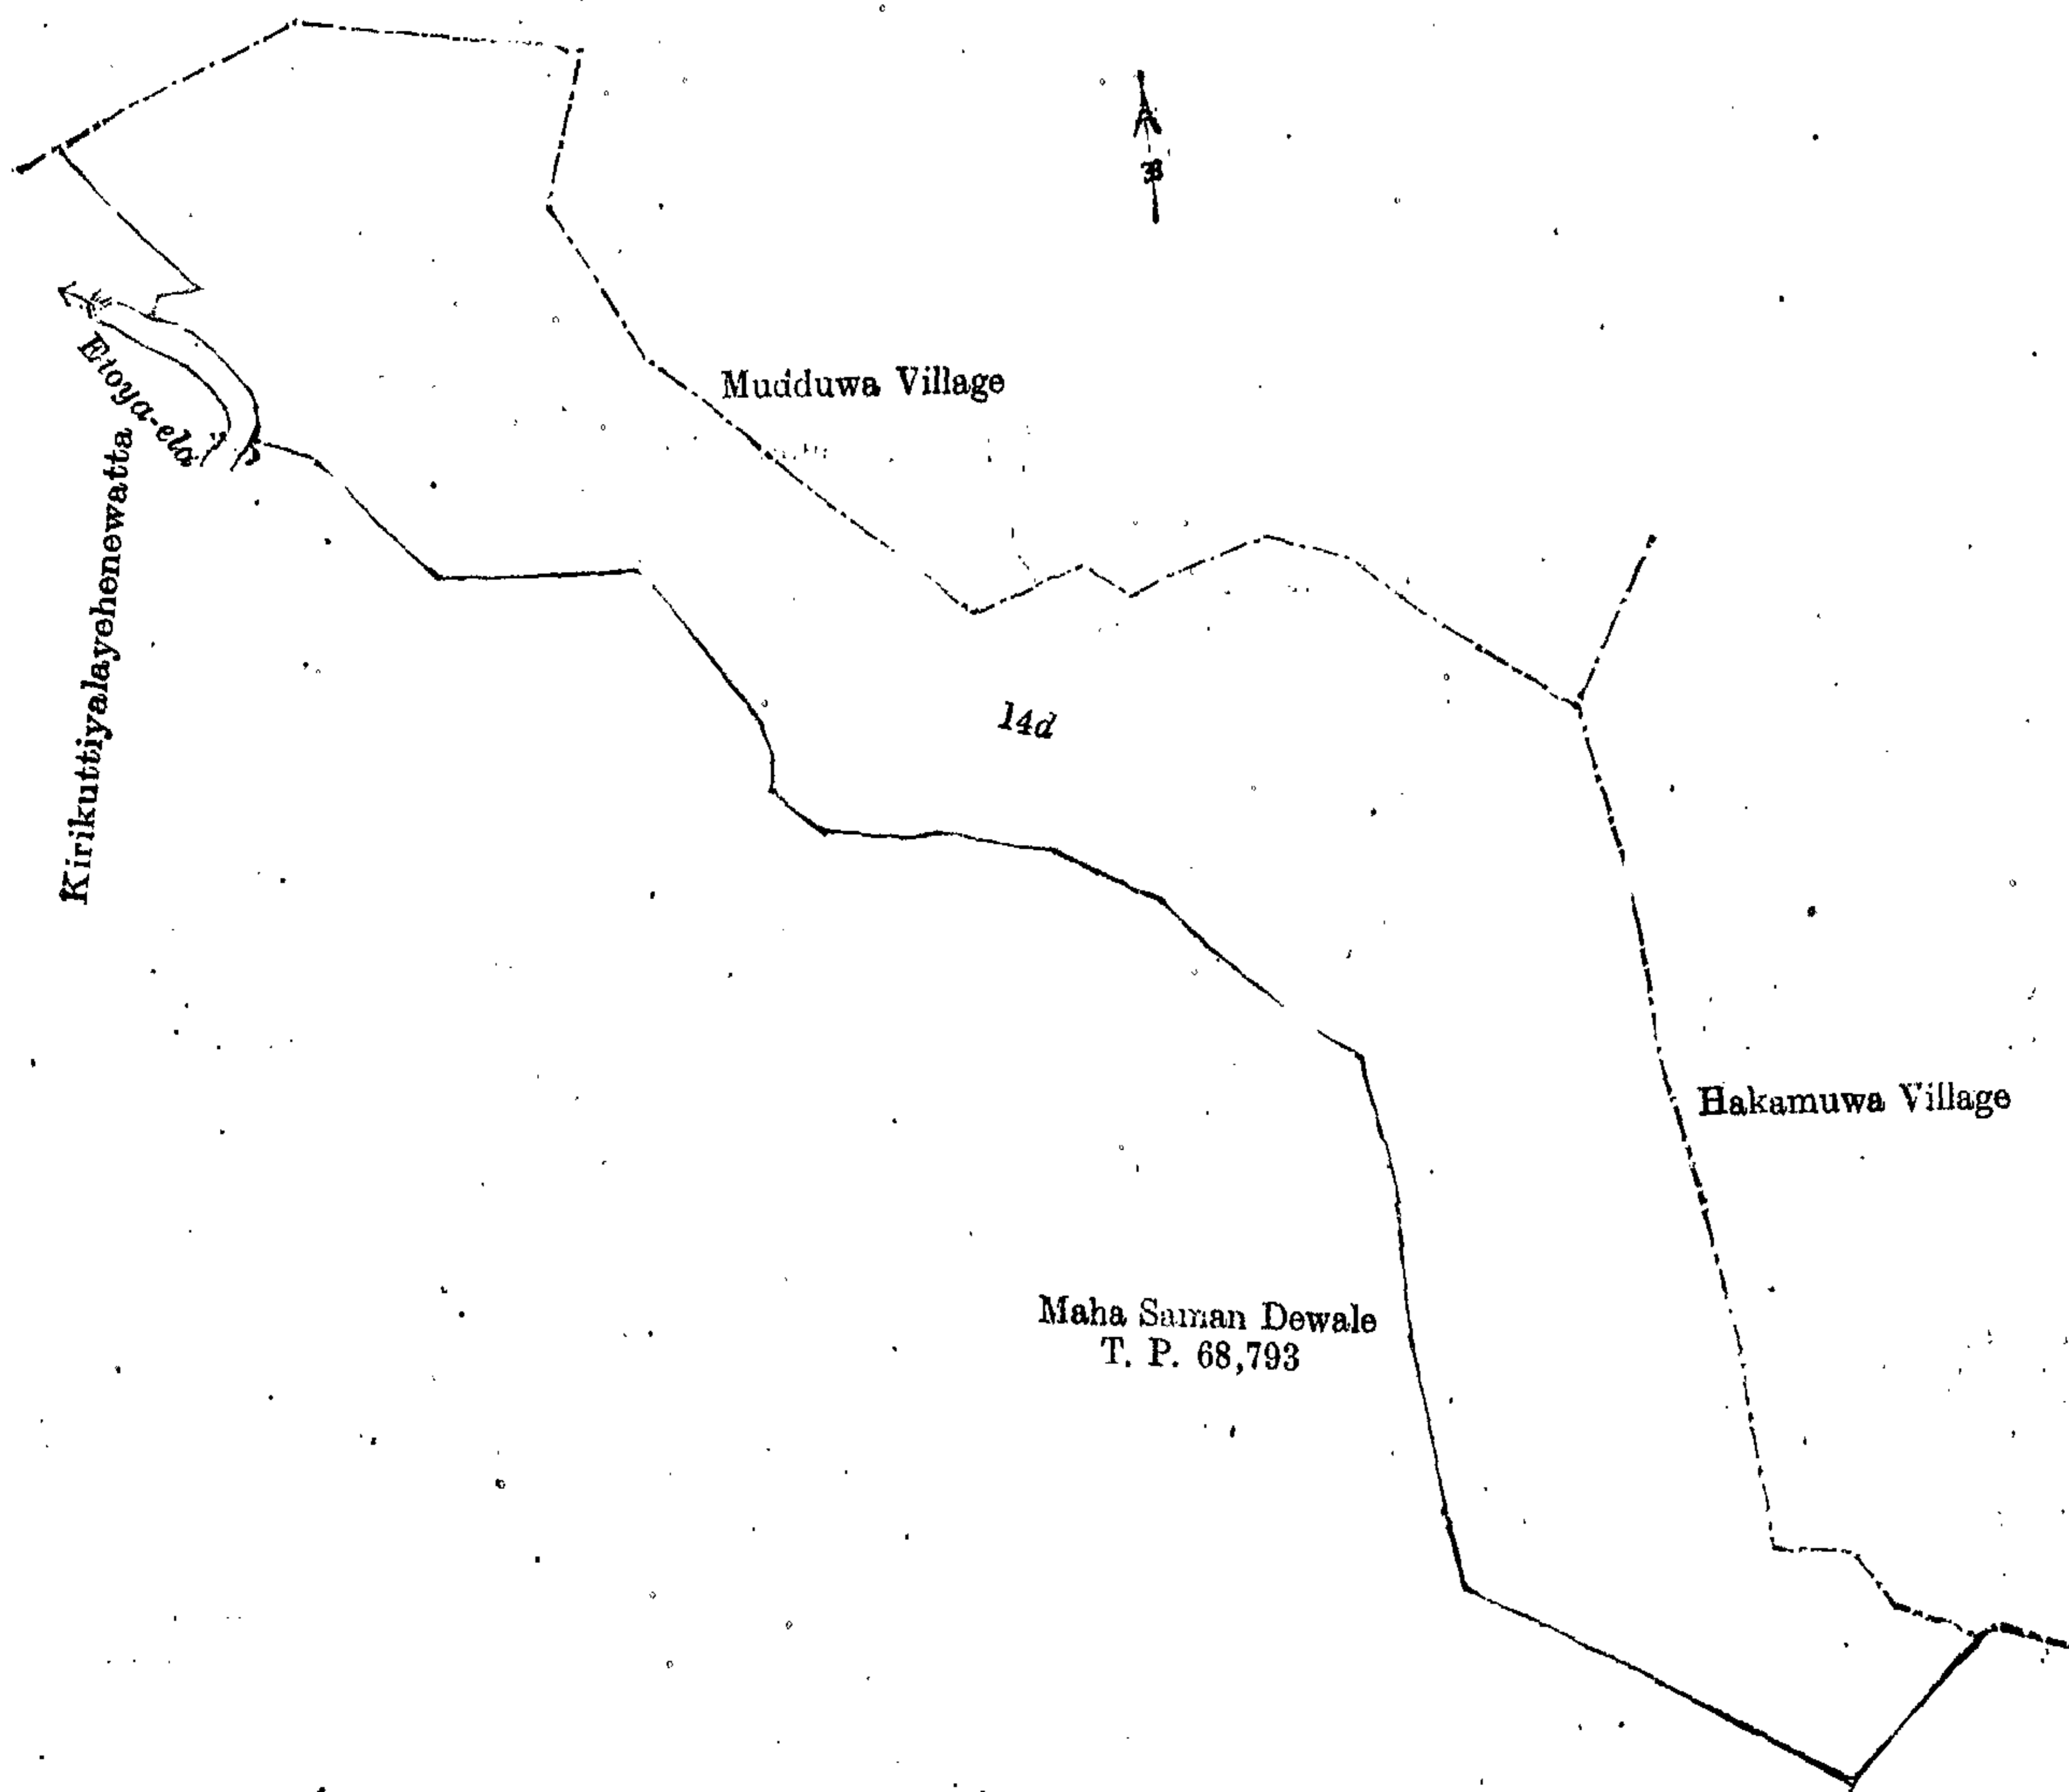 Mudduwa Village
Etoya-ela
Kirikuttiyalayehenewatta
14d
Hakamuwa Village
Maha Saman Dewale
T. P. 68,793